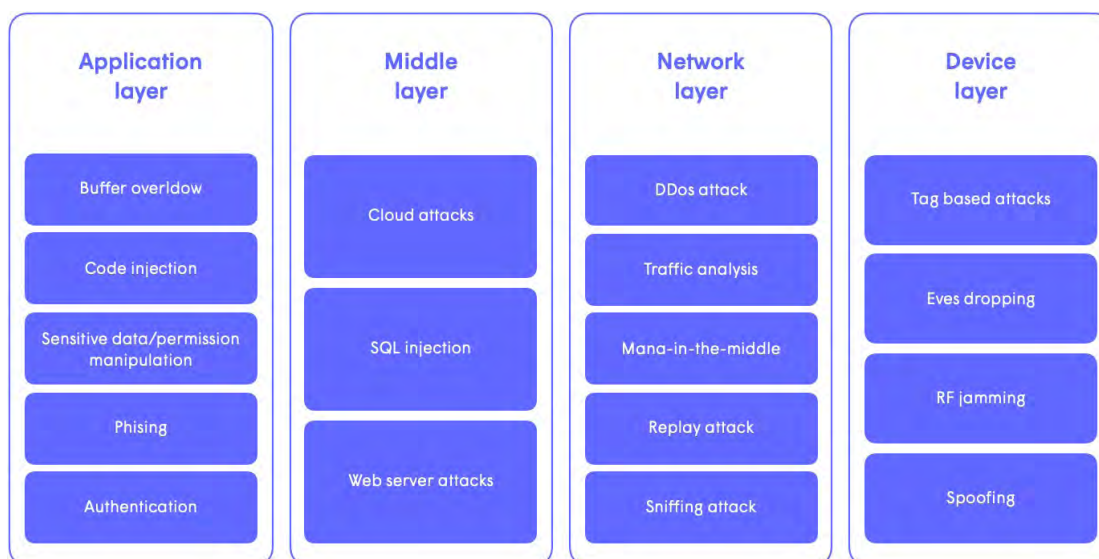 Application
layer
Buffer overldow
Code injection
Sensitive data/permission
manipulation
Phising
Authentication
Middle
layer
Cloud attacks
SQL injection
Web server attacks
Network
layer
DDos attack
Traffic analysis
Mana-in-the-middle
Replay attack
Sniffing attack
Device
layer
Tag based attacks
Eves dropping
RF jamming
Spoofing